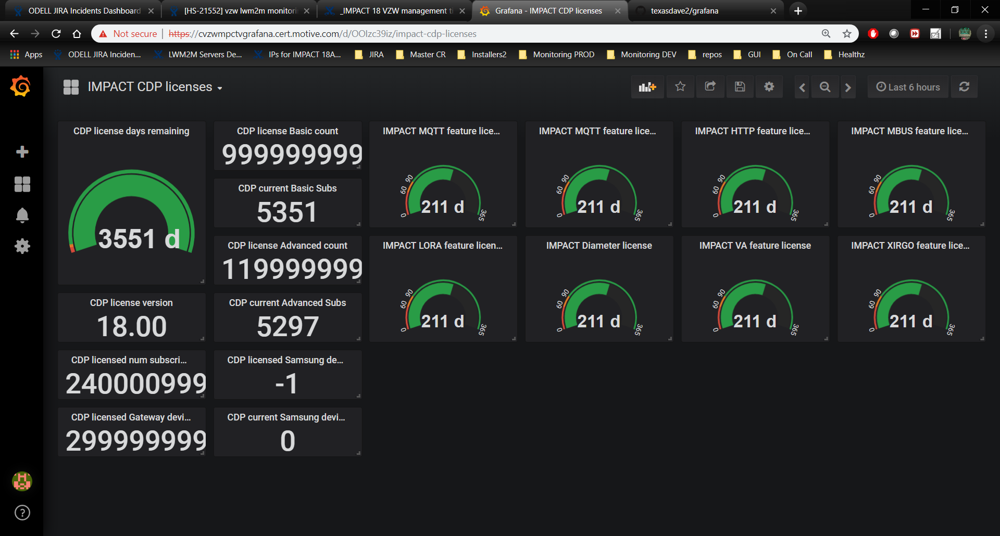 ODELL JIRA Incidents Dashboard
[HS-21552] vzw lwm2m monitorin
_IMPACT 18 VZW management ti
Grafana - IMPACT CDP licenses
texasdave2/grafana
Not secure
https://cvzwmpctvgrafana.cert.motive.com/d/OOIzc39iz/impact-cdp-licenses
Apps
ODELL JIRA Inciden...
LWM2M Servers De...
IPs for IMPACT 18A...
JIRA
Master CR
Installers2
Monitoring PROD
Monitoring DEV
repos
GUI
On Call
Healthz
IMPACT CDP licenses
Last 6 hours
CDP license days remaining
3551 d
CDP license Basic count
999999999
CDP current Basic Subs
5351
IMPACT MQTT feature lice...
0 60 90 365
211 d
IMPACT MQTT feature lice...
0 60 90 365
211 d
IMPACT HTTP feature lice...
0 60 90 365
211 d
IMPACT MBUS feature lice...
0 60 90 365
211 d
CDP license Advanced count
119999999
IMPACT LORA feature licen...
0 60 90 365
211 d
IMPACT Diameter license
0 60 90 365
211 d
IMPACT VA feature license
0 60 90 365
211 d
IMPACT XIRGO feature lice...
0 60 90 365
211 d
CDP license version
18.00
CDP current Advanced Subs
5297
CDP licensed num subscri...
240000999
CDP licensed Samsung de...
-1
CDP licensed Gateway devi...
299999999
CDP current Samsung devi...
0